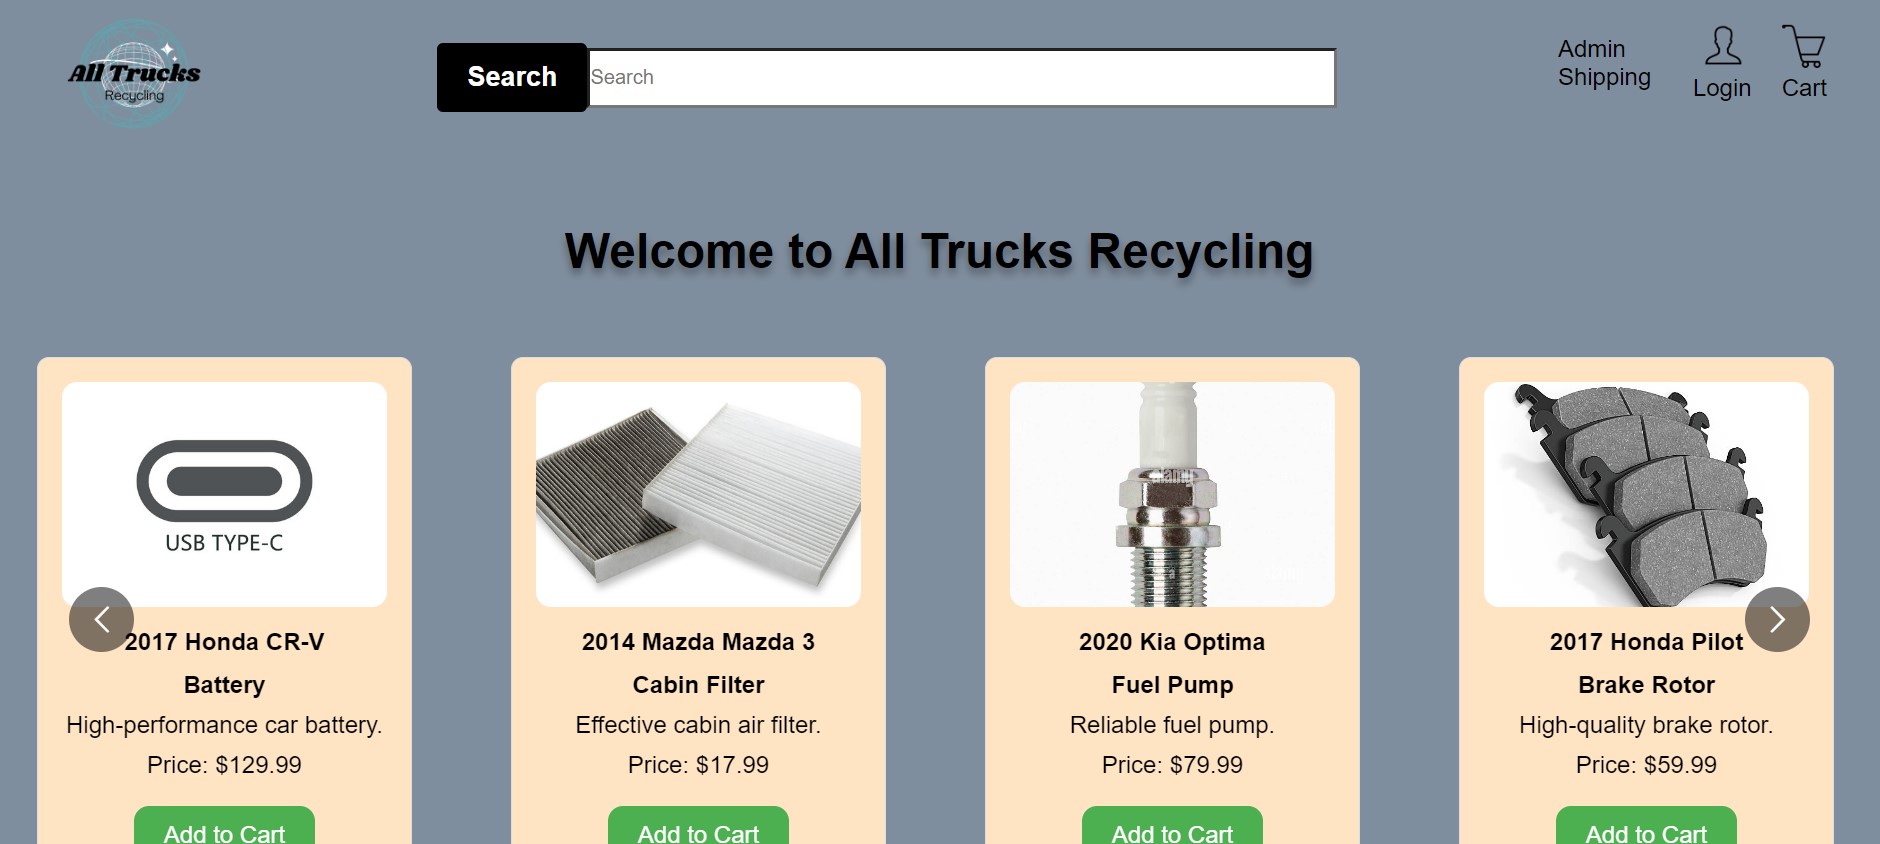 All Trucks
Recycling
Search
Search
Admin
Shipping
Login
Cart
Welcome to All Trucks Recycling
USB TYPE-C
2017 Honda CR-V
Battery
High-performance car battery.
Price: $129.99
Add to Cart
2014 Mazda Mazda 3
Cabin Filter
Effective cabin air filter.
Price: $17.99
Add to Cart
2020 Kia Optima
Fuel Pump
Reliable fuel pump.
Price: $79.99
Add to Cart
2017 Honda Pilot
Brake Rotor
High-quality brake rotor.
Price: $59.99
Add to Cart